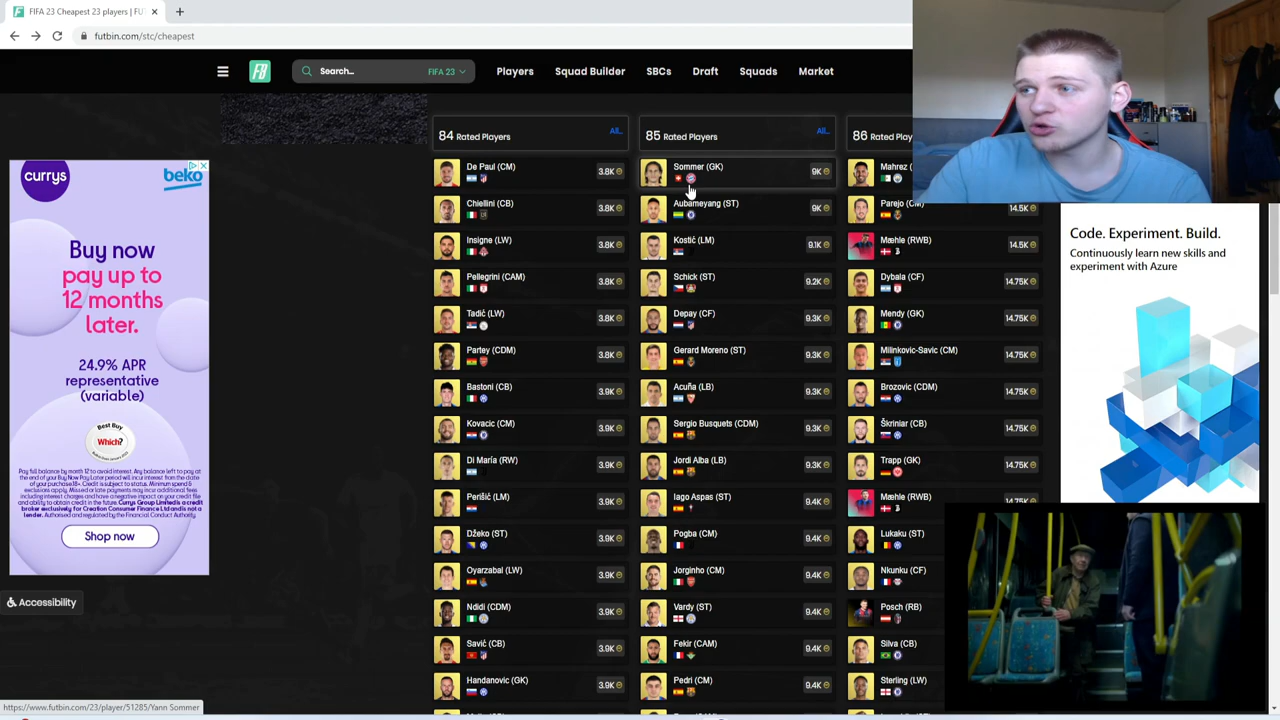 FIFA 23 Cheapest 23 players | FUT
futbin.com/stc/cheapest
F8
Search...
FIFA 23
Players
Squad Builder
SBCs
Draft
Squads
Market
currys
beko
Buy now
pay up to
12 months
later.
24.9% APR
representative
(variable)
Best Buy
Which?
Shop now
Accessibility
84 Rated Players
All..
De Paul (CM)
3.8K
Chiellini (CB)
3.8K
Insigne (LW)
3.8K
Pellegrini (CAM)
3.8K
Tadić (LW)
3.8K
Partey (CDM)
3.8K
Bastoni (CB)
3.9K
Kovacic (CM)
3.9K
Di María (RW)
3.9K
Perišić (LM)
3.9K
Džeko (ST)
3.9K
Oyarzabal (LW)
3.9K
Ndidi (CDM)
3.9K
Savić (CB)
3.9K
Handanovic (GK)
3.9K
85 Rated Players
All..
Sommer (GK)
9K
Aubameyang (ST)
9K
Kostić (LM)
9.1K
Schick (ST)
9.2K
Depay (CF)
9.3K
Gerard Moreno (ST)
9.3K
Acuña (LB)
9.3K
Sergio Busquets (CDM)
9.3K
Jordi Alba (LB)
9.3K
Iago Aspas (ST)
9.4K
Pogba (CM)
9.4K
Jorginho (CM)
9.4K
Vardy (ST)
9.4K
Fekir (CAM)
9.4K
Pedri (CM)
9.4K
86 Rated Play
Mahrez
Parejo (CM)
14.5K
Mæhle (RWB)
14.5K
Dybala (CF)
14.75K
Mendy (GK)
14.75K
Milinkovic-Savic (CM)
14.75K
Brozovic (CDM)
14.75K
Škriniar (CB)
14.75K
Trapp (GK)
14.75K
Mæhle (RWB)
14.75K
Lukaku (ST)
Nkunku (CF)
Posch (RB)
Silva (CB)
Sterling (LW)
Code. Experiment. Build.
Continuously learn new skills and
experiment with Azure
https://www.futbin.com/23/player/51285/Yann Sommer